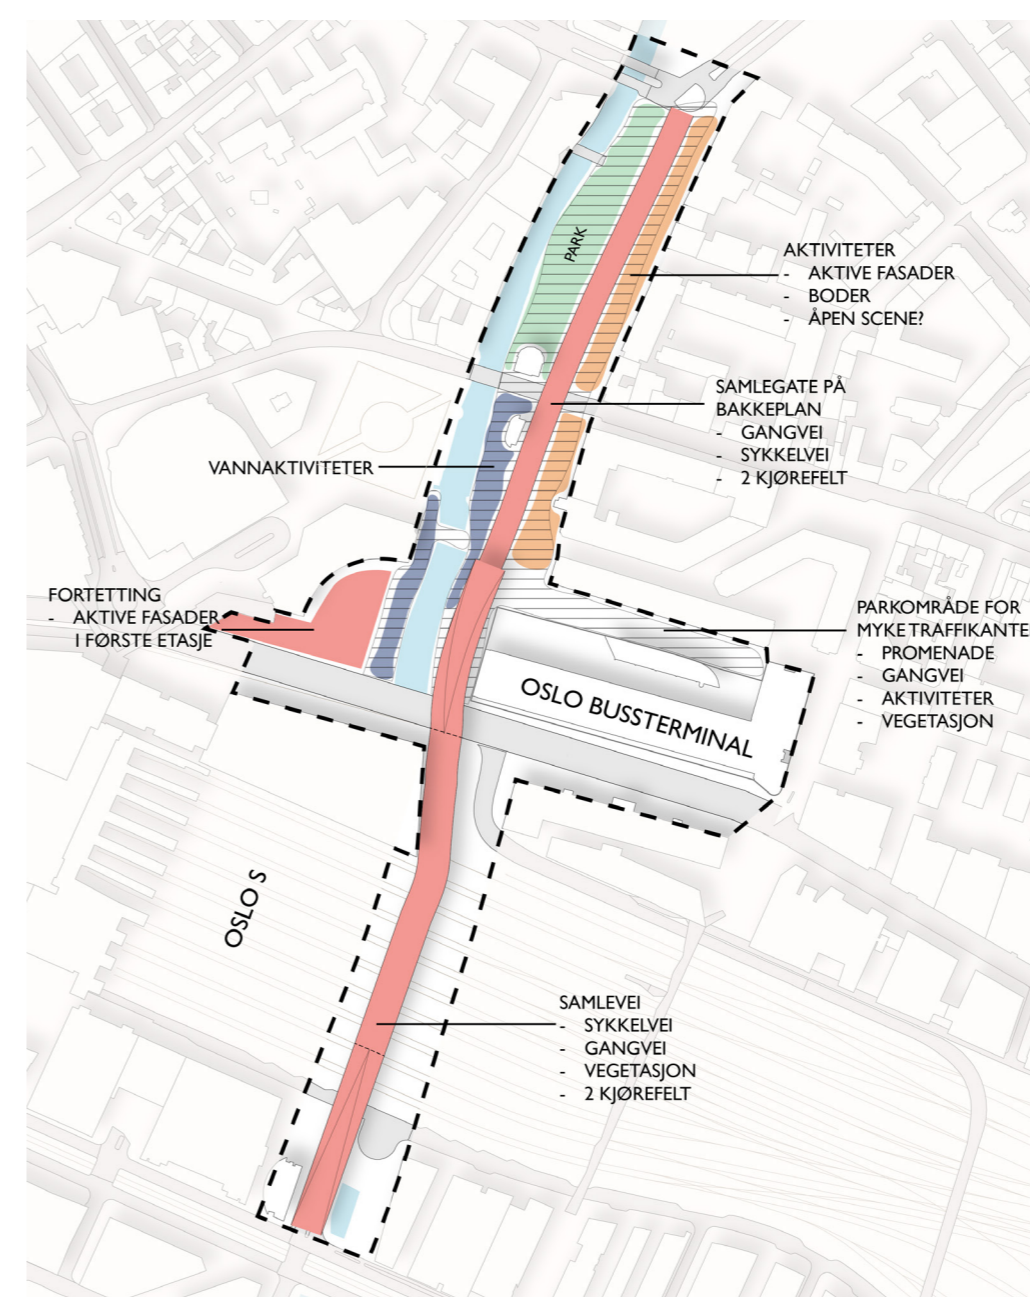 PARK
AKTIVITETER
- AKTIVE FASADER
- BODER
- ÅPEN SCENE?
SAMLEGATE PÅ
BAKKEPLAN
- GANGVEI
- SYKKELVEI
- 2 KJØREFELT
VANNAKTIVITETER
FORTETTING
- AKTIVE FASADER
I FØRSTE ETASJE
PARKOMRÅDE FOR
MYKE TRAFFIKANTE
- PROMENADE
- GANGVEI
- AKTIVITETER
- VEGETASJON
OSLO BUSSTERMINAL
OSLO S
SAMLEVEI
- SYKKELVEI
- GANGVEI
- VEGETASJON
- 2 KJØREFELT